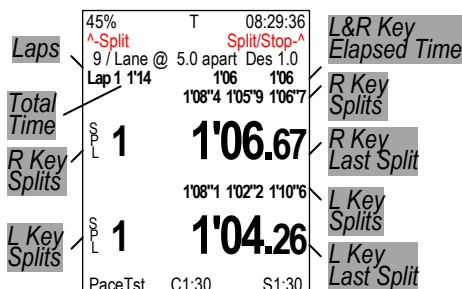 45% T 08:29:36
^-Split Split/Stop-^
9 / Lane @ 5.0 apart Des 1.0
Lap 1 1'14 1'06 1'06
1'08"4 1'05"9 1'06"7
SPL 1 1'06.67
1'08"1 1'02"2 1'10"6
SPL 1 1'04.26
PaceTst C1:30 S1:30
Laps
Total
Time
R Key
Splits
L Key
Splits
L&R Key
Elapsed Time
R Key
Splits
R Key
Last Split
L Key
Splits
L Key
Last Split